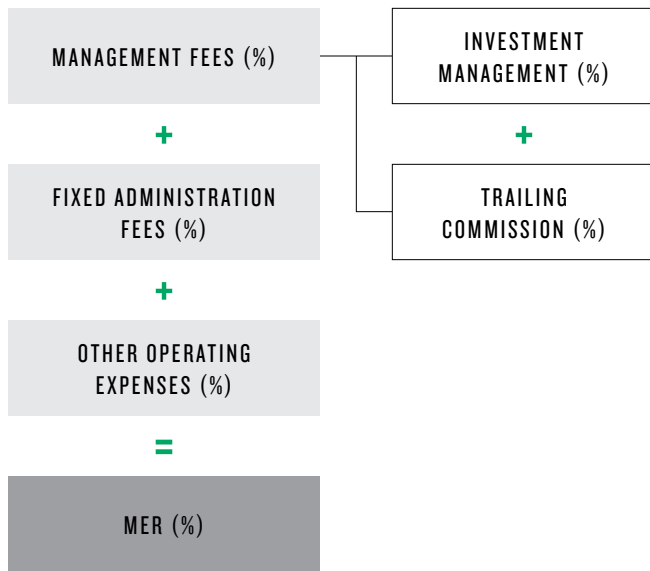 MANAGEMENT FEES (%)
INVESTMENT
MANAGEMENT (%)
+
+
FIXED ADMINISTRATION
FEES (%)
TRAILING
COMMISSION (%)
+
OTHER OPERATING
EXPENSES (%)
=
MER (%)